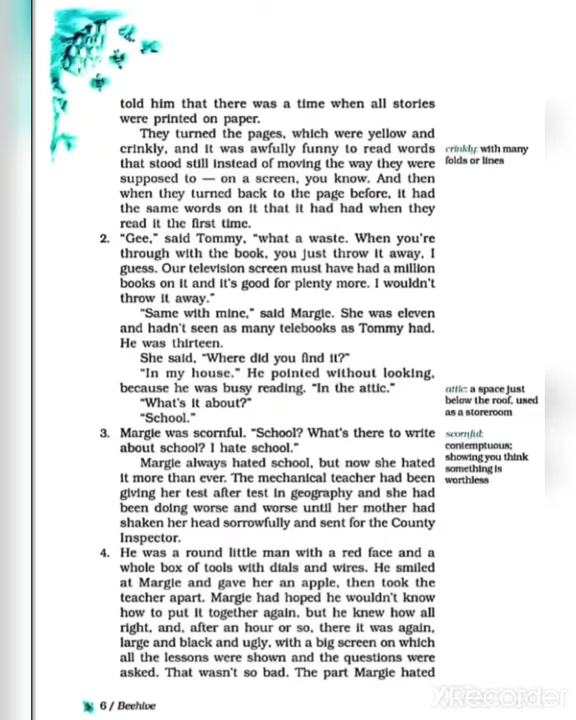 told him that there was a time when all stories
were printed on paper.
They turned the pages, which were yellow and
crinkly, and it was awfully funny to read words
that stood still instead of moving the way they were
supposed to — on a screen, you know. And then
when they turned back to the page before, it had
the same words on it that it had had when they
read it the first time.
crinkly: with many
folds or lines
2. “Gee,” said Tommy, “what a waste. When you're
through with the book, you just throw it away, I
guess. Our television screen must have had a million
books on it and it's good for plenty more. I wouldn't
throw it away.”
“Same with mine,” said Margie. She was eleven
and hadn't seen as many telebooks as Tommy had.
He was thirteen.
She said, “Where did you find it?”
“In my house.” He pointed without looking,
because he was busy reading. “In the attic.”
“What's it about?”
“School.”
attic: a space just
below the roof, used
as a storeroom
3. Margie was scornful. “School? What's there to write
about school? I hate school.”
Margie always hated school, but now she hated
it more than ever. The mechanical teacher had been
giving her test after test in geography and she had
been doing worse and worse until her mother had
shaken her head sorrowfully and sent for the County
Inspector.
scornful:
contemptuous;
showing you think
something is
worthless
4. He was a round little man with a red face and a
whole box of tools with dials and wires. He smiled
at Margie and gave her an apple, then took the
teacher apart. Margie had hoped he wouldn't know
how to put it together again, but he knew how all
right, and, after an hour or so, there it was again,
large and black and ugly, with a big screen on which
all the lessons were shown and the questions were
asked. That wasn't so bad. The part Margie hated
6 / Beehive
XRecorder